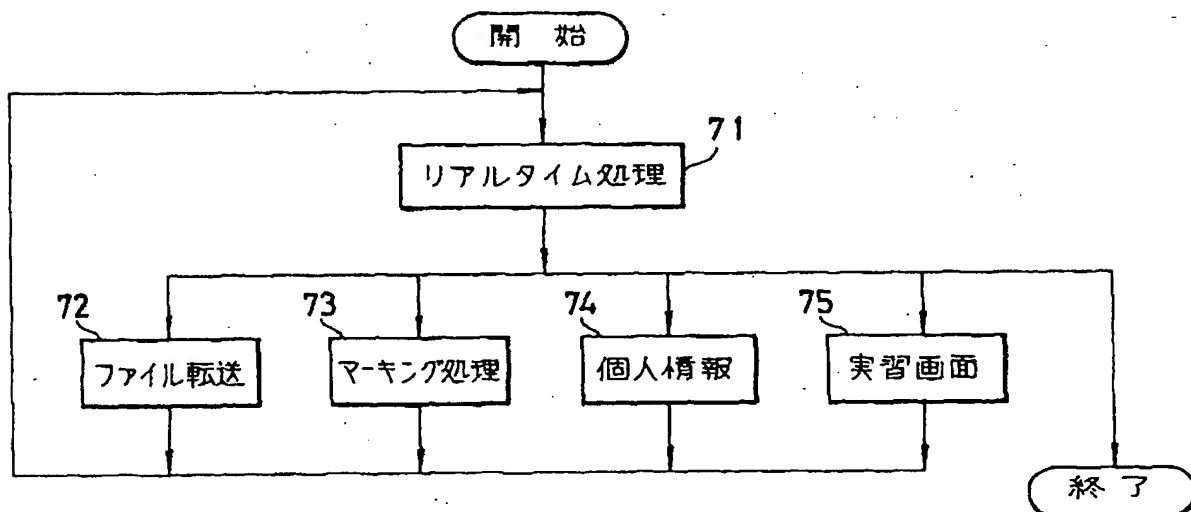 開 始
71
リアルタイム処理
72
ファイル転送
73
マーキング処理
74
個人情報
75
実習画面
終 了